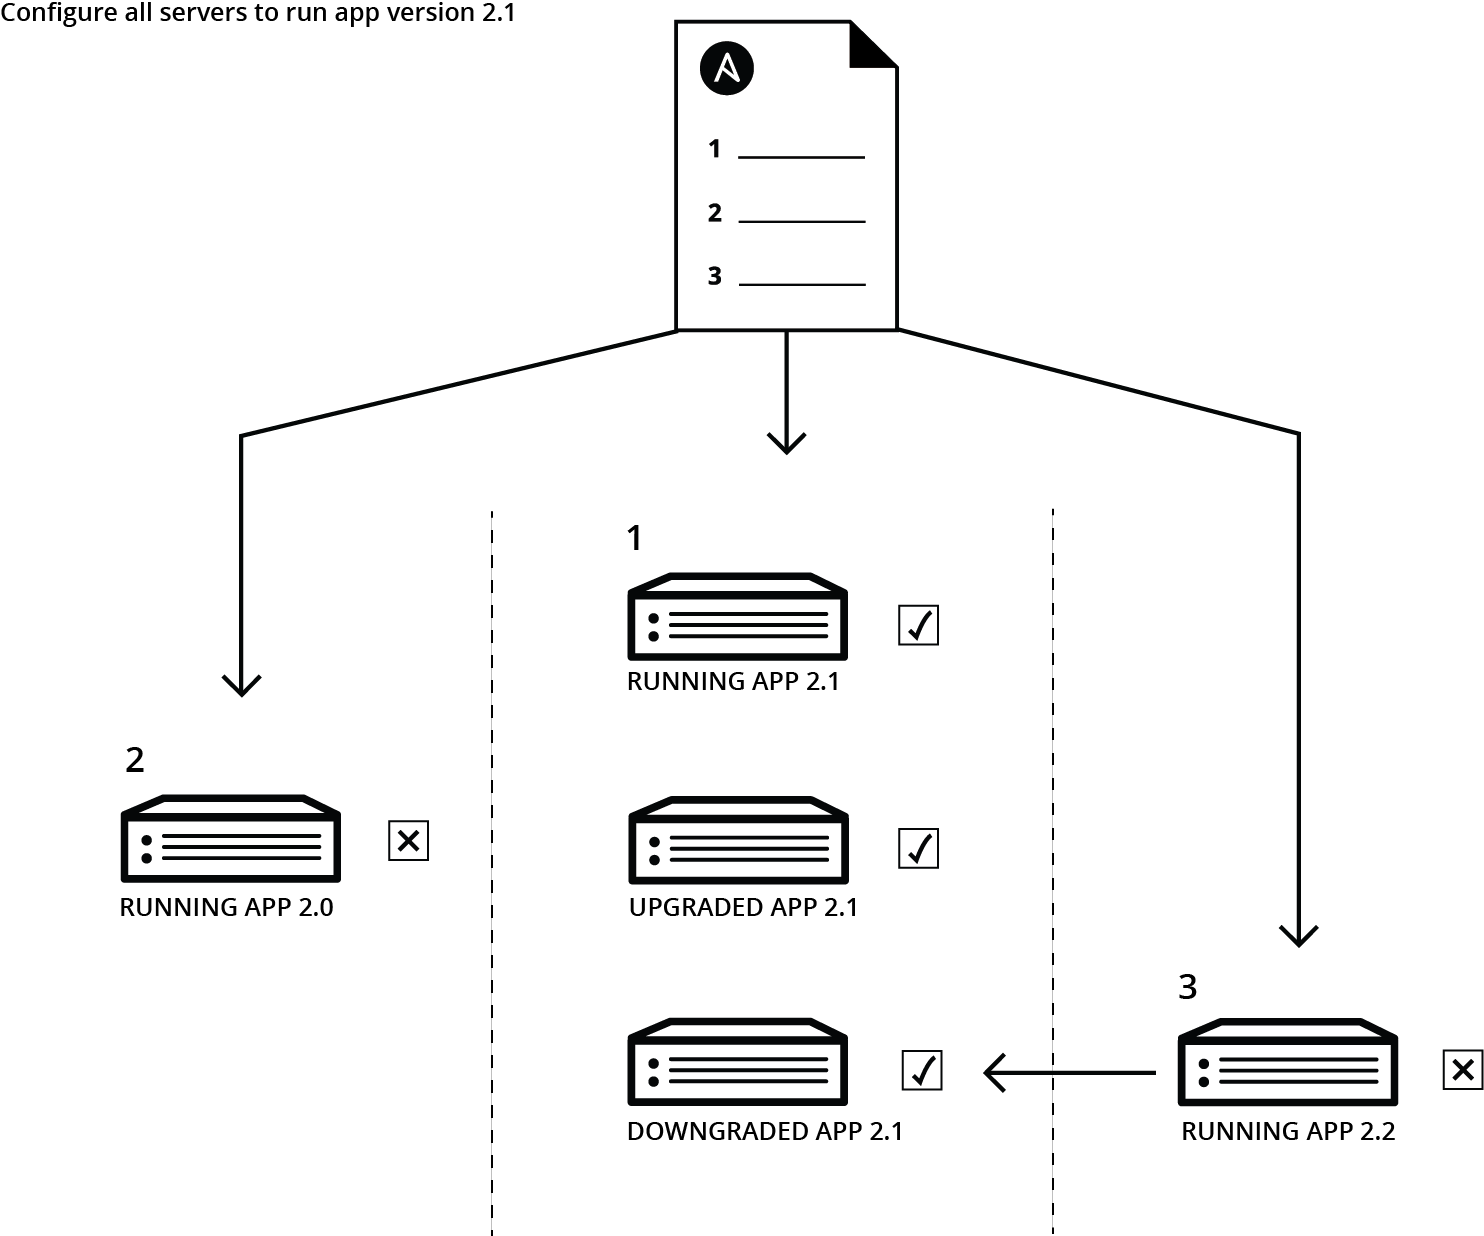 Configure all servers to run app version 2.1
1
2
3
1
RUNNING APP 2.1
2
RUNNING APP 2.0
UPGRADED APP 2.1
3
DOWNGRADED APP 2.1
RUNNING APP 2.2